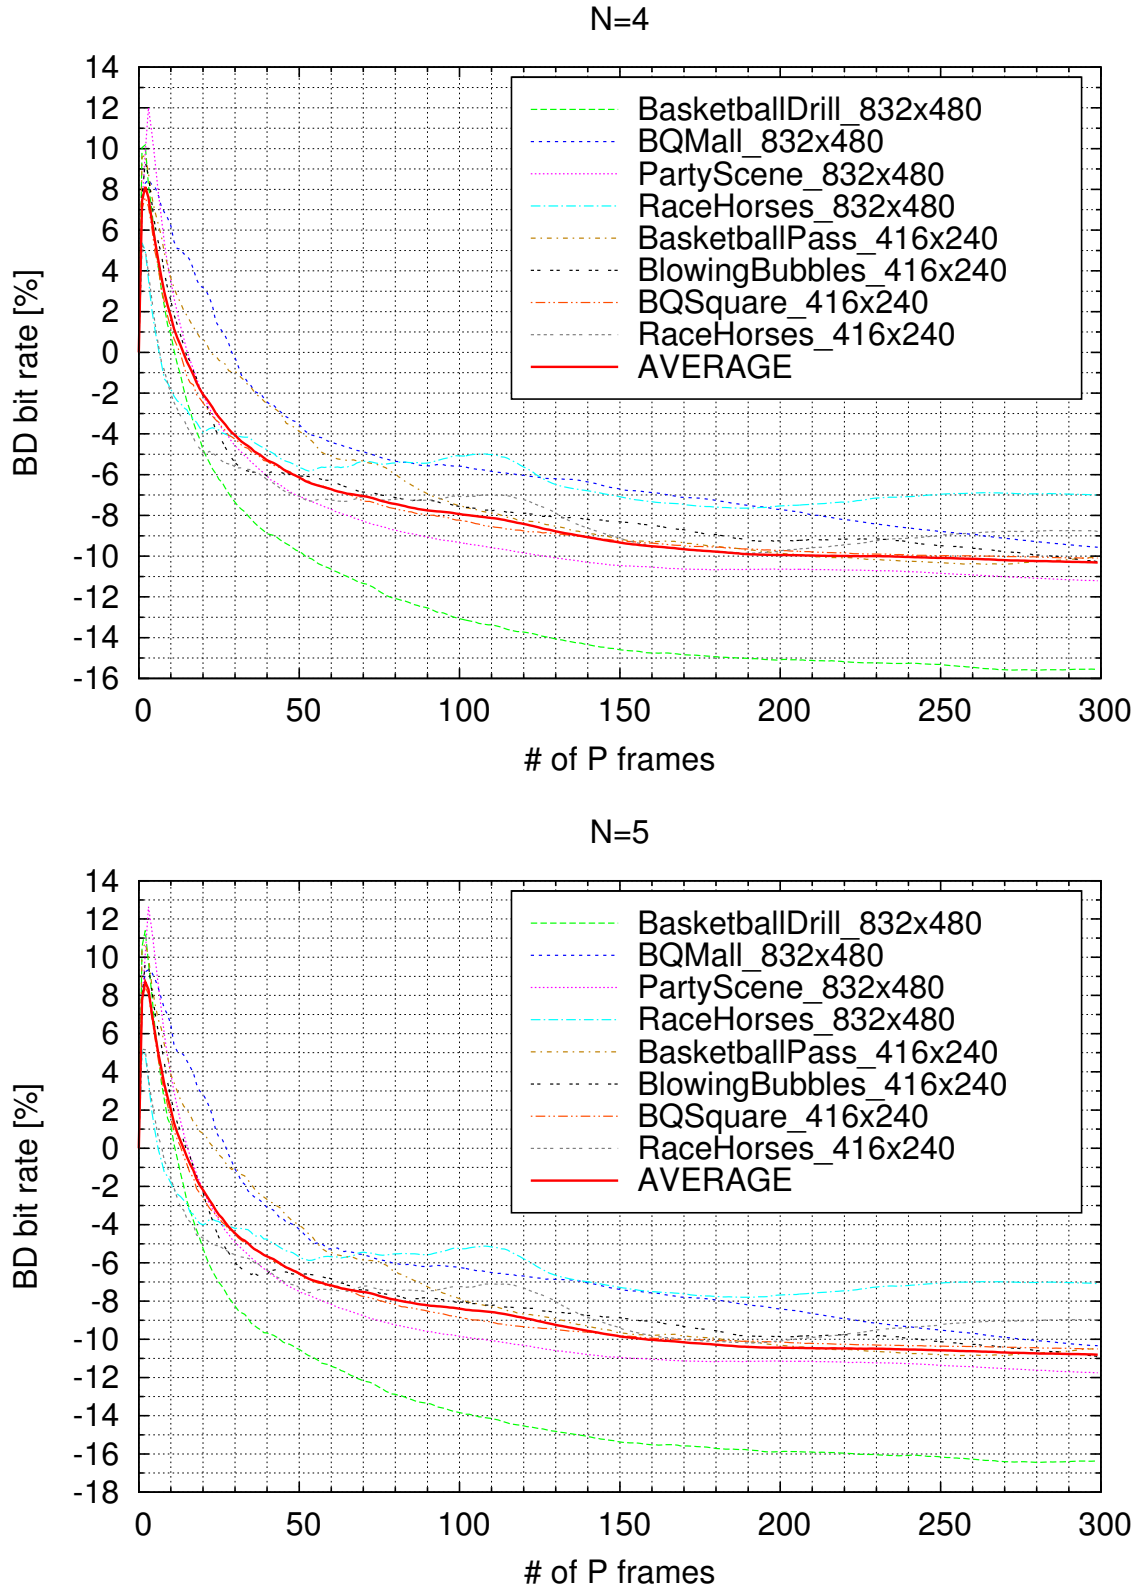 N=4
14
12
10
8
6
4
2
0
-2
-4
-6
-8
-10
-12
-14
-16
BD bit rate [%]
BasketballDrill_832x480
BQMall_832x480
PartyScene_832x480
RaceHorses_832x480
BasketballPass_416x240
BlowingBubbles_416x240
BQSquare_416x240
RaceHorses_416x240
AVERAGE
0 50 100 150 200 250 300
# of P frames
N=5
14
12
10
8
6
4
2
0
-2
-4
-6
-8
-10
-12
-14
-16
-18
BD bit rate [%]
BasketballDrill_832x480
BQMall_832x480
PartyScene_832x480
RaceHorses_832x480
BasketballPass_416x240
BlowingBubbles_416x240
BQSquare_416x240
RaceHorses_416x240
AVERAGE
0 50 100 150 200 250 300
# of P frames